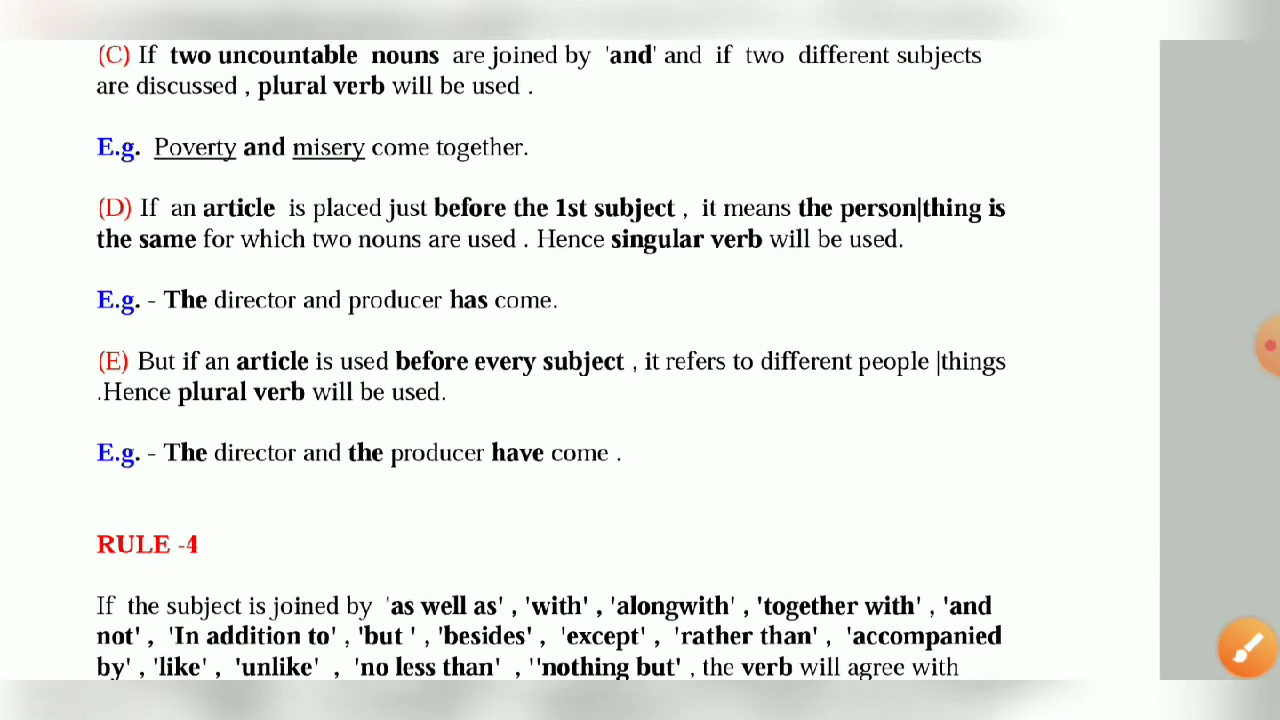 (C) If two uncountable nouns are joined by 'and' and if two different subjects
are discussed , plural verb will be used .
E.g. Poverty and misery come together.
(D) If an article is placed just before the 1st subject , it means the person|thing is
the same for which two nouns are used . Hence singular verb will be used.
E.g. - The director and producer has come.
(E) But if an article is used before every subject , it refers to different people |things
.Hence plural verb will be used.
E.g. - The director and the producer have come .
RULE -4
If the subject is joined by 'as well as' , 'with' , 'alongwith' , 'together with' , 'and
not' , 'In addition to' , 'but ' , 'besides' , 'except' , 'rather than' , 'accompanied
by' , 'like' , 'unlike' , 'no less than' , ''nothing but' , the verb will agree with